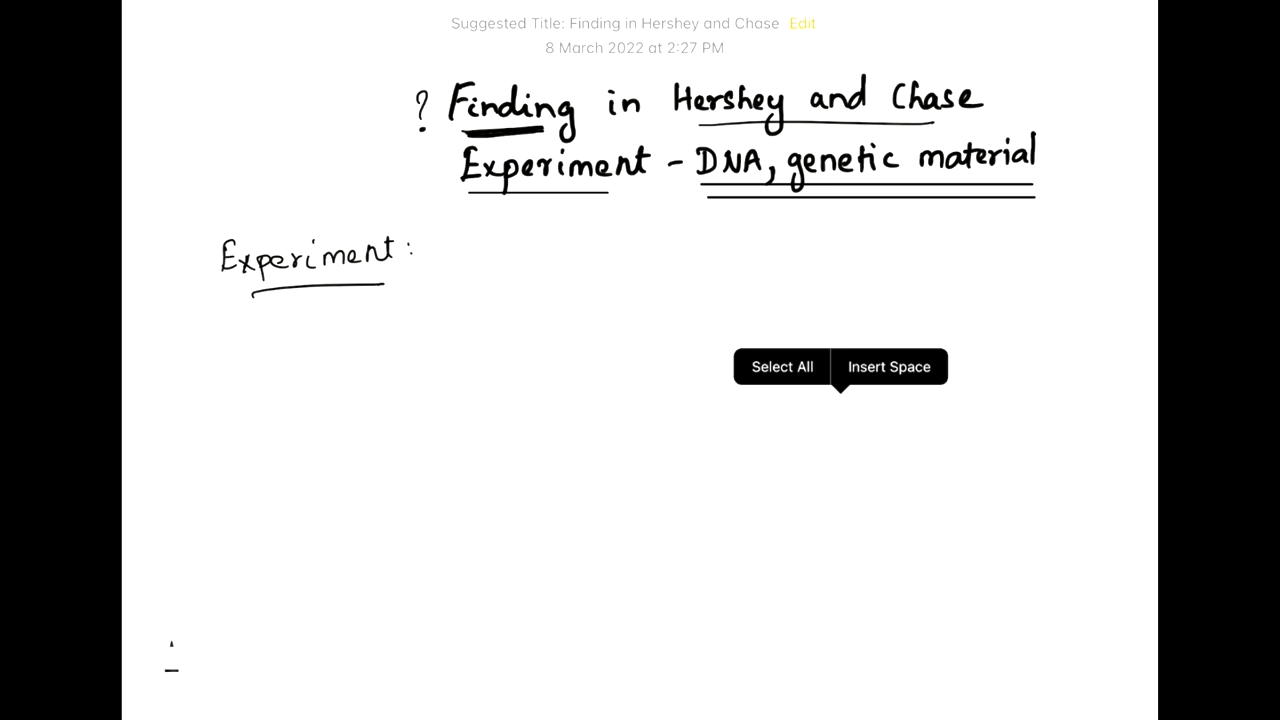 Suggested Title: Finding in Hershey and Chase Edit
8 March 2022 at 2:27 PM
? Finding in Hershey and Chase
Experiment - DNA, genetic material
Experiment:
Select All Insert Space